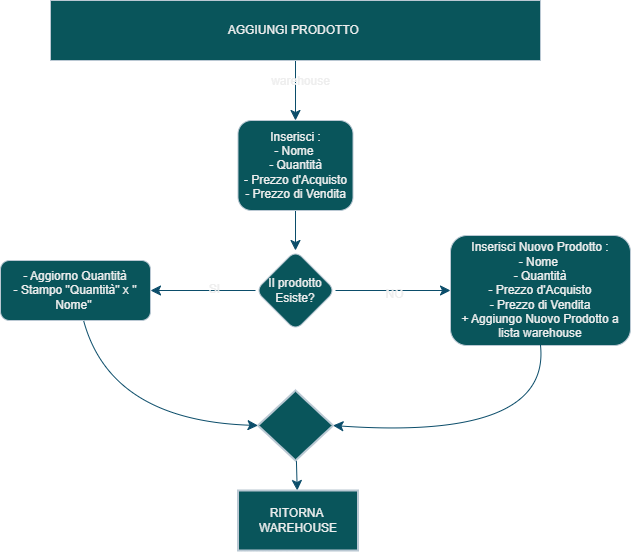 AGGIUNGI PRODOTTO
warehouse
Inserisci :
- Nome
- Quantità
- Prezzo d'Acquisto
- Prezzo di Vendita
Il prodotto
Esiste?
SI
NO
- Aggiorno Quantità
- Stampo "Quantità" x "
Nome"
Inserisci Nuovo Prodotto :
- Nome
- Quantità
- Prezzo d'Acquisto
- Prezzo di Vendita
+ Aggiungo Nuovo Prodotto a
lista warehouse
RITORNA
WAREHOUSE